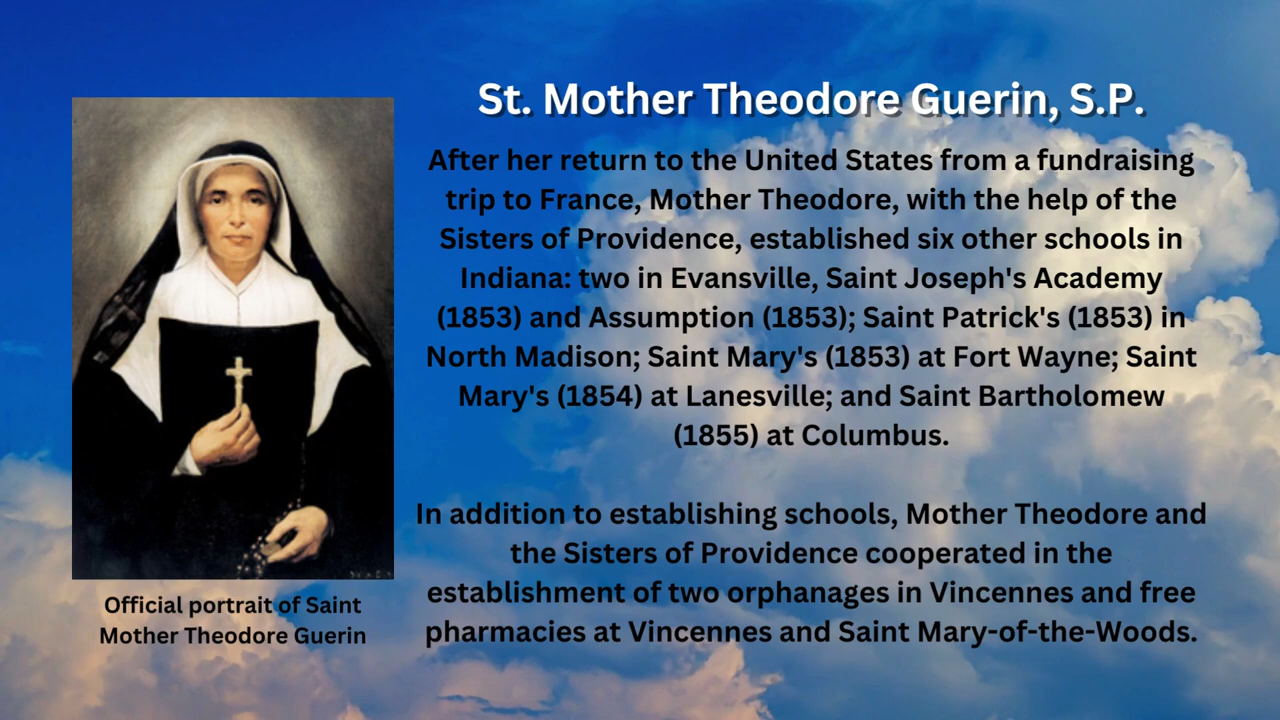 St. Mother Theodore Guerin, S.P.
After her return to the United States from a fundraising
trip to France, Mother Theodore, with the help of the
Sisters of Providence, established six other schools in
Indiana: two in Evansville, Saint Joseph's Academy
(1853) and Assumption (1853); Saint Patrick's (1853) in
North Madison; Saint Mary's (1853) at Fort Wayne; Saint
Mary's (1854) at Lanesville; and Saint Bartholomew
(1855) at Columbus.
In addition to establishing schools, Mother Theodore and
the Sisters of Providence cooperated in the
establishment of two orphanages in Vincennes and free
pharmacies at Vincennes and Saint Mary-of-the-Woods.
Official portrait of Saint
Mother Theodore Guerin